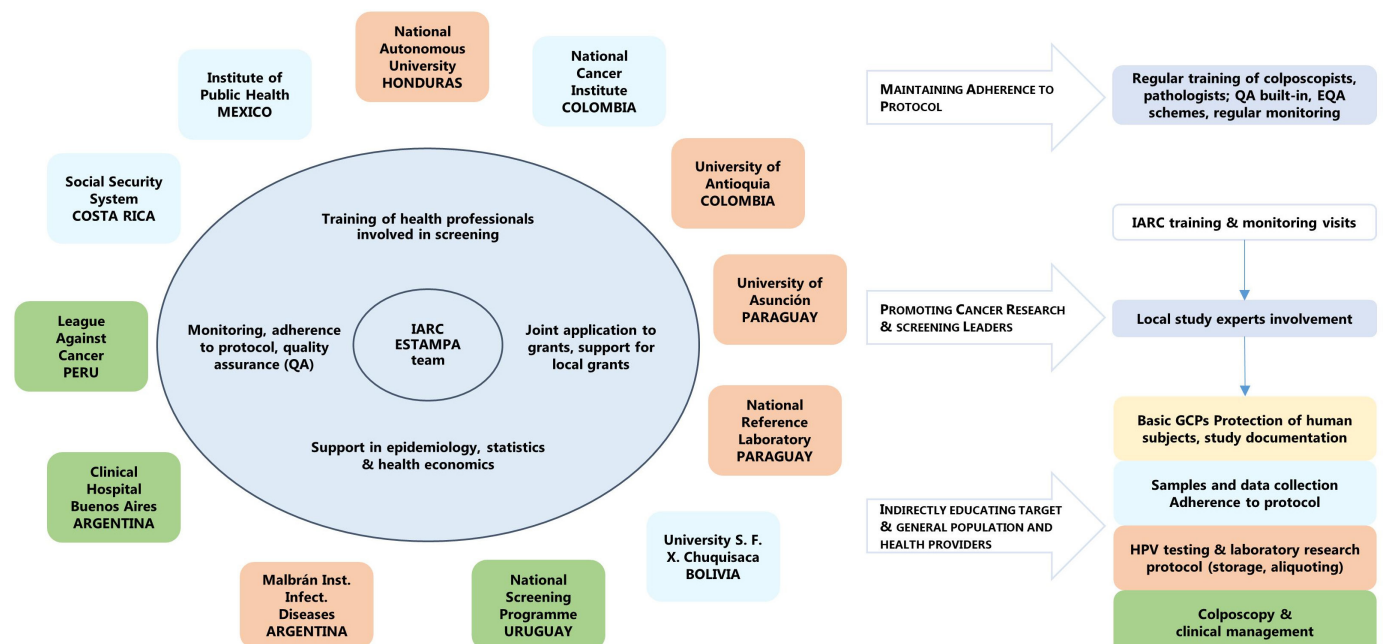 National
Autonomous
University
HONDURAS
National
Cancer
Institute
COLOMBIA
Institute of
Public Health
MEXICO
University of
Antioquia
COLOMBIA
Social Security
System
COSTA RICA
University of
Asunción
PARAGUAY
League
Against
Cancer
PERU
National
Reference
Laboratory
PARAGUAY
Clinical
Hospital
Buenos Aires
ARGENTINA
University S. F.
X. Chuquisaca
BOLIVIA
Malbrán Inst.
Infect.
Diseases
ARGENTINA
National
Screening
Programme
URUGUAY
Training of health professionals
involved in screening
Monitoring, adherence
to protocol, quality
assurance (QA)
IARC
ESTAMPA
team
Joint application to
grants, support for
local grants
Support in epidemiology, statistics
& health economics
MAINTAINING ADHERENCE TO
PROTOCOL
Regular training of colposcopists,
pathologists; QA built-in, EQA
schemes, regular monitoring
PROMOTING CANCER RESEARCH
& SCREENING LEADERS
IARC training & monitoring visits
Local study experts involvement
INDIRECTLY EDUCATING TARGET
& GENERAL POPULATION AND
HEALTH PROVIDERS
Basic GCPs Protection of human
subjects, study documentation
Samples and data collection
Adherence to protocol
HPV testing & laboratory research
protocol (storage, aliquoting)
Colposcopy &
clinical management